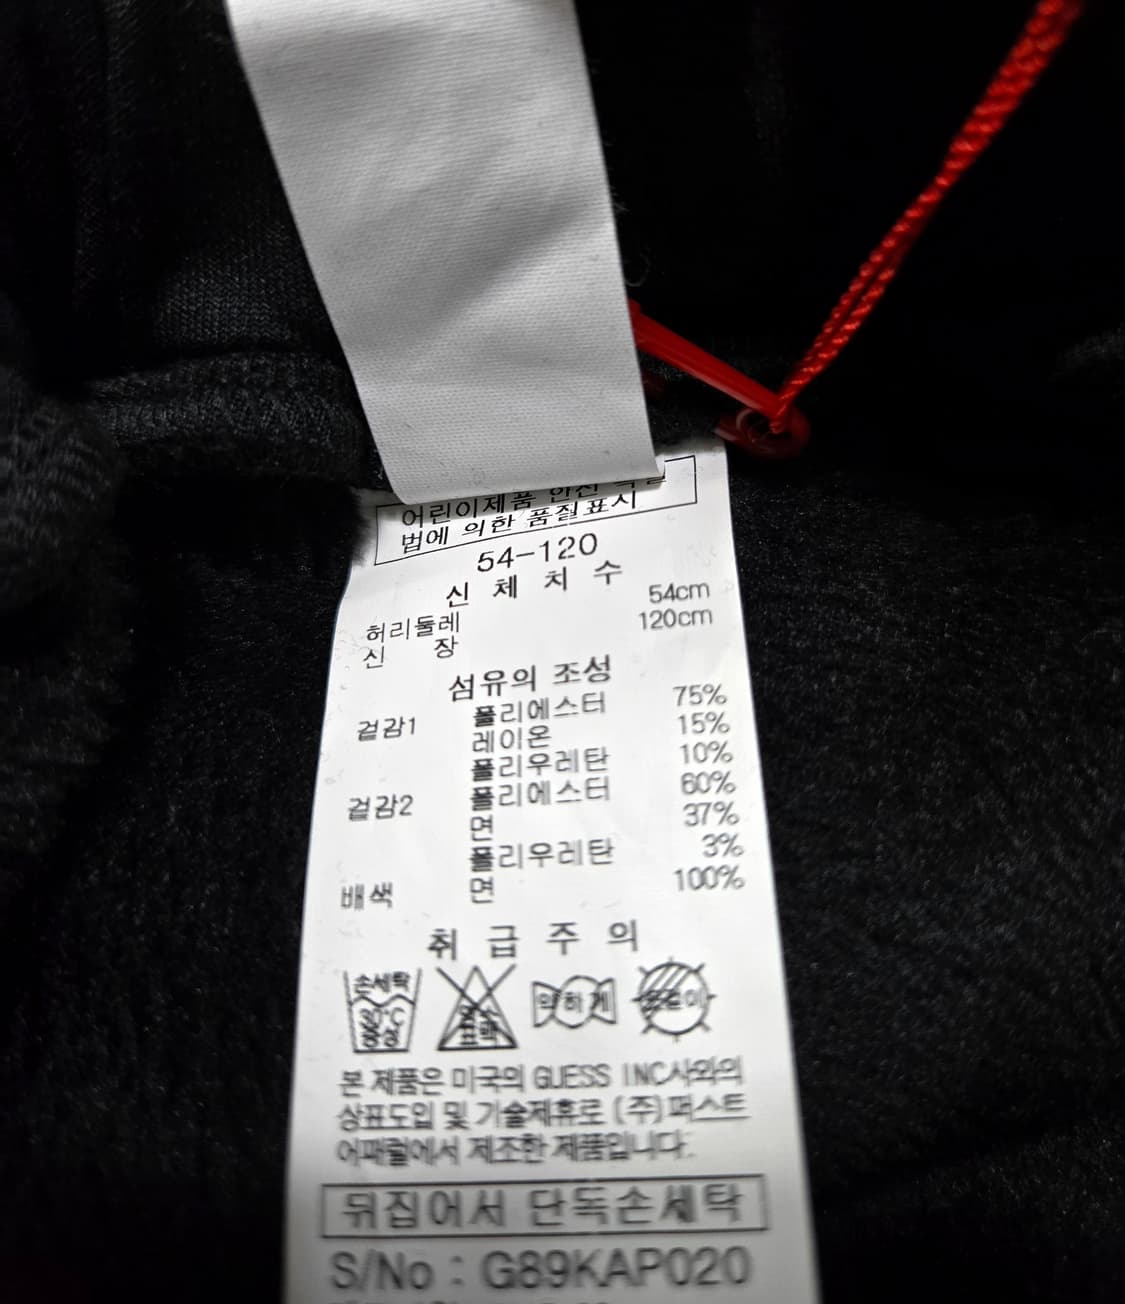 어린이제품 안전
법에 의한 품질표시
54-120
신 체 치 수
허리둘레 54cm
신 장 120cm
섬유의 조성
겉감1 폴리에스터 75%
레이온 15%
폴리우레탄 10%
겉감2 폴리에스터 60%
면 37%
폴리우레탄 3%
배색 면 100%
취 급 주 의
손세탁
30℃
중성
염소
표백
약하게
옷걸이
본 제품은 미국의 GUESS INC사와의
상표도입 및 기술제휴로 (주)퍼스트
어패럴에서 제조한 제품입니다.
뒤집어서 단독손세탁
S/No : G89KAP020